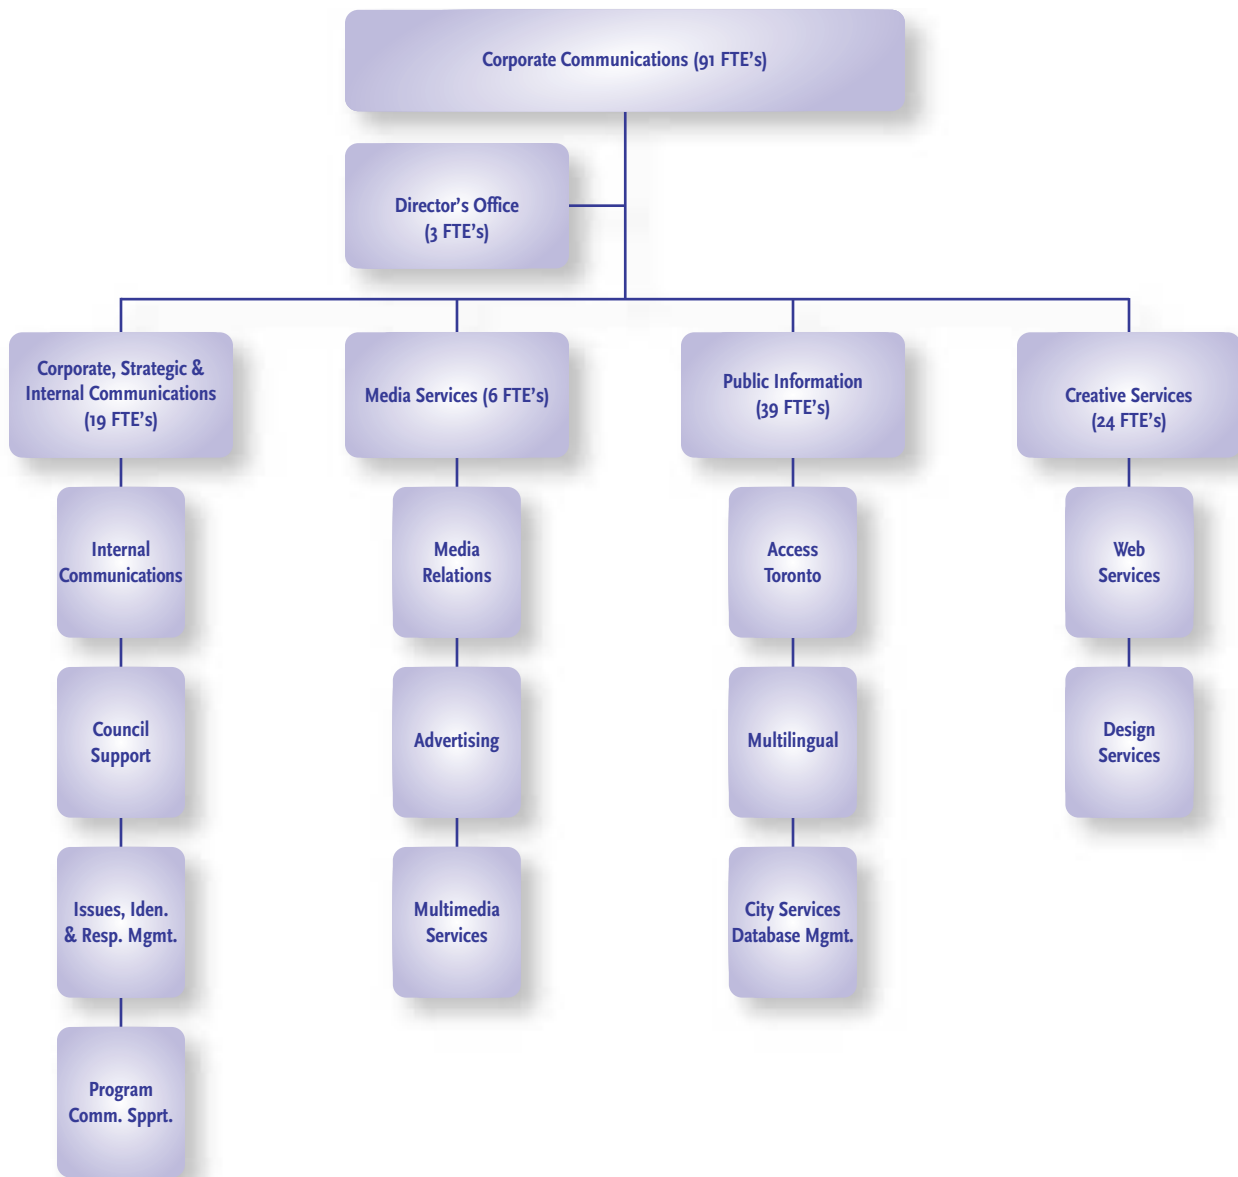 Corporate Communications (91 FTE's)
Director's Office
(3 FTE's)
Corporate, Strategic &
Internal Communications
(19 FTE's)
Media Services (6 FTE's)
Public Information
(39 FTE's)
Creative Services
(24 FTE's)
Internal
Communications
Media
Relations
Access
Toronto
Web
Services
Council
Support
Advertising
Multilingual
Design
Services
Issues, Iden.
& Resp. Mgmt.
Multimedia
Services
City Services
Database Mgmt.
Program
Comm. Spprt.